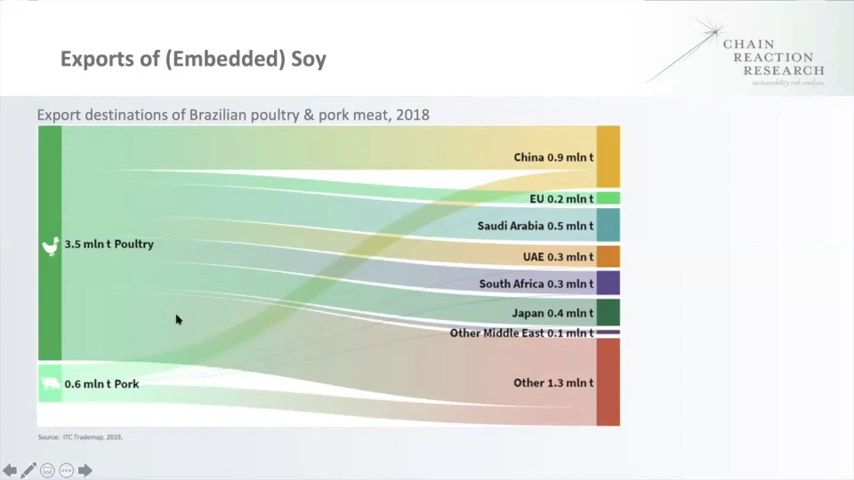 Exports of (Embedded) Soy
CHAIN
REACTION
RESEARCH
sustainability risk analysis
Export destinations of Brazilian poultry & pork meat, 2018
China 0.9 mln t
EU 0.2 mln t
Saudi Arabia 0.5 mln t
3.5 mln t Poultry
UAE 0.3 mln t
South Africa 0.3 mln t
Japan 0.4 mln t
Other Middle East 0.1 mln t
0.6 mln t Pork
Other 1.3 mln t
Source: ITC Trademap, 2019.